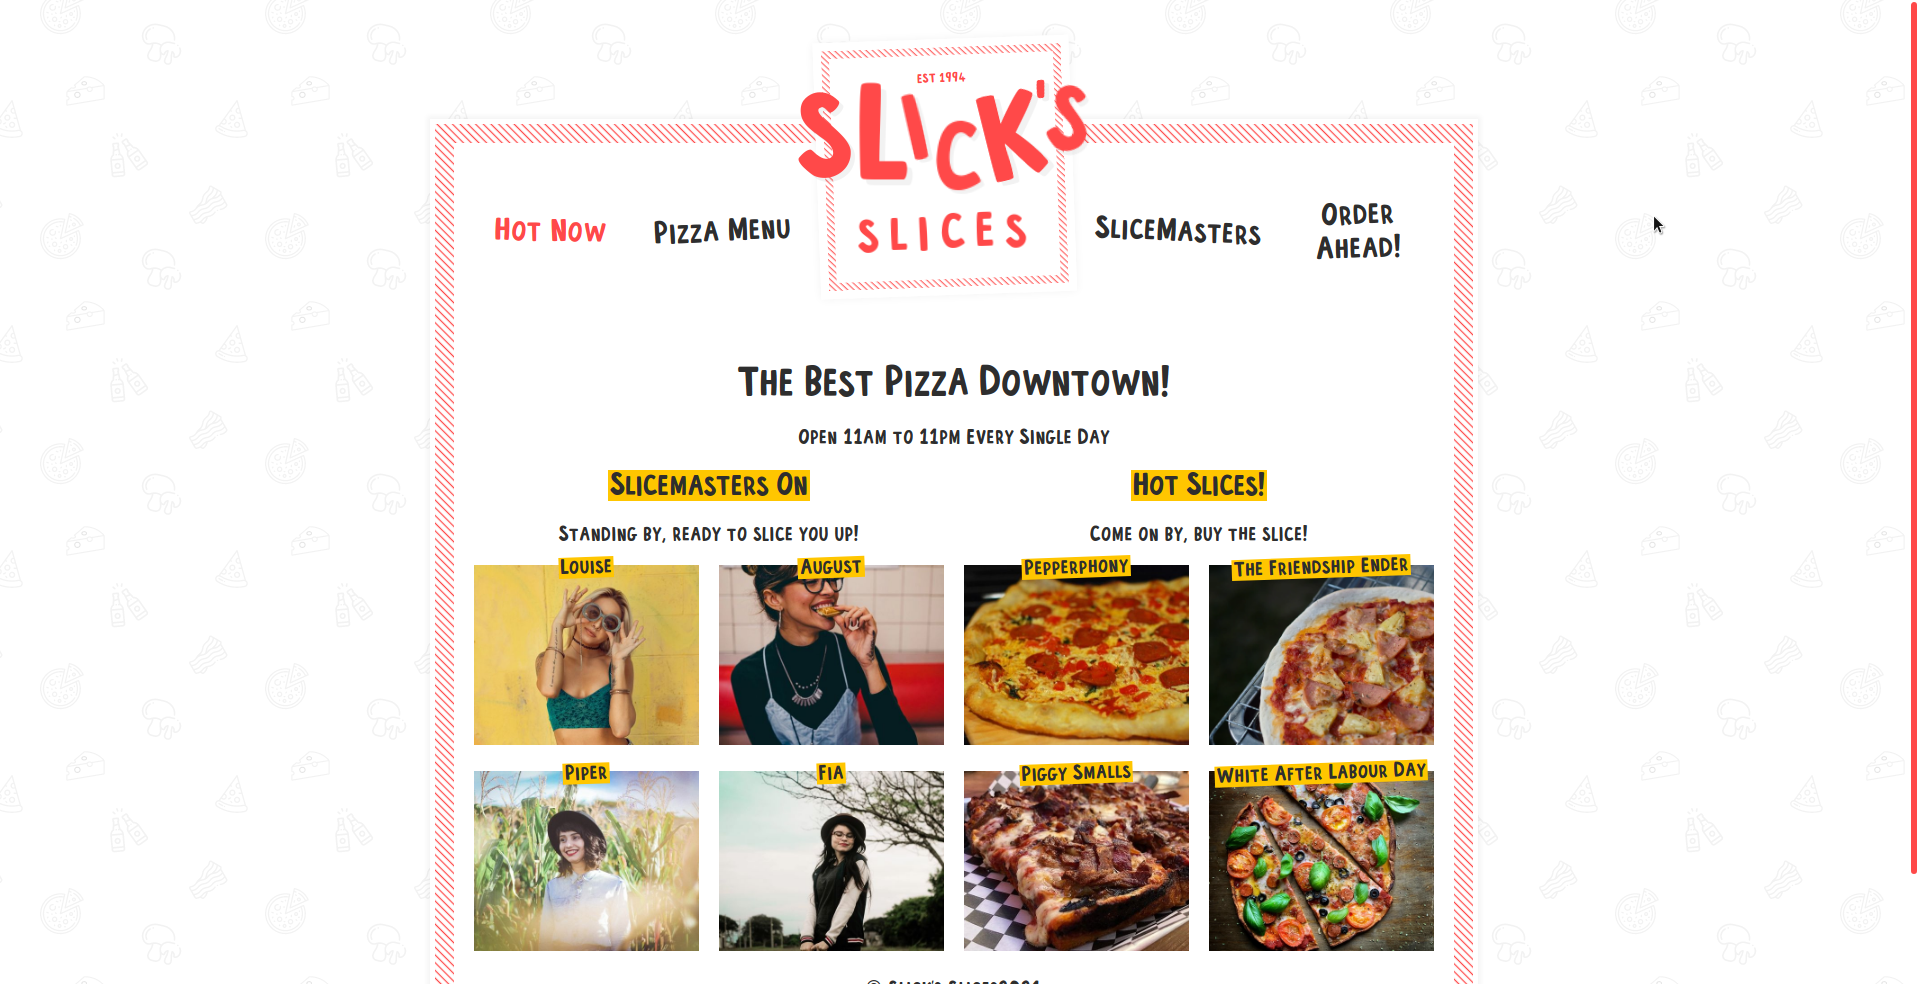 EST 1994
SLICK'S
SLICES
HOT NOW
PIZZA MENU
SLICEMASTERS
ORDER
AHEAD!
THE BEST PIZZA DOWNTOWN!
OPEN 11AM TO 11PM EVERY SINGLE DAY
SLICEMASTERS ON
STANDING BY, READY TO SLICE YOU UP!
LOUISE
AUGUST
PIPER
FIA
HOT SLICES!
COME ON BY, BUY THE SLICE!
PEPPERPHONY
THE FRIENDSHIP ENDER
PIGGY SMALLS
WHITE AFTER LABOUR DAY